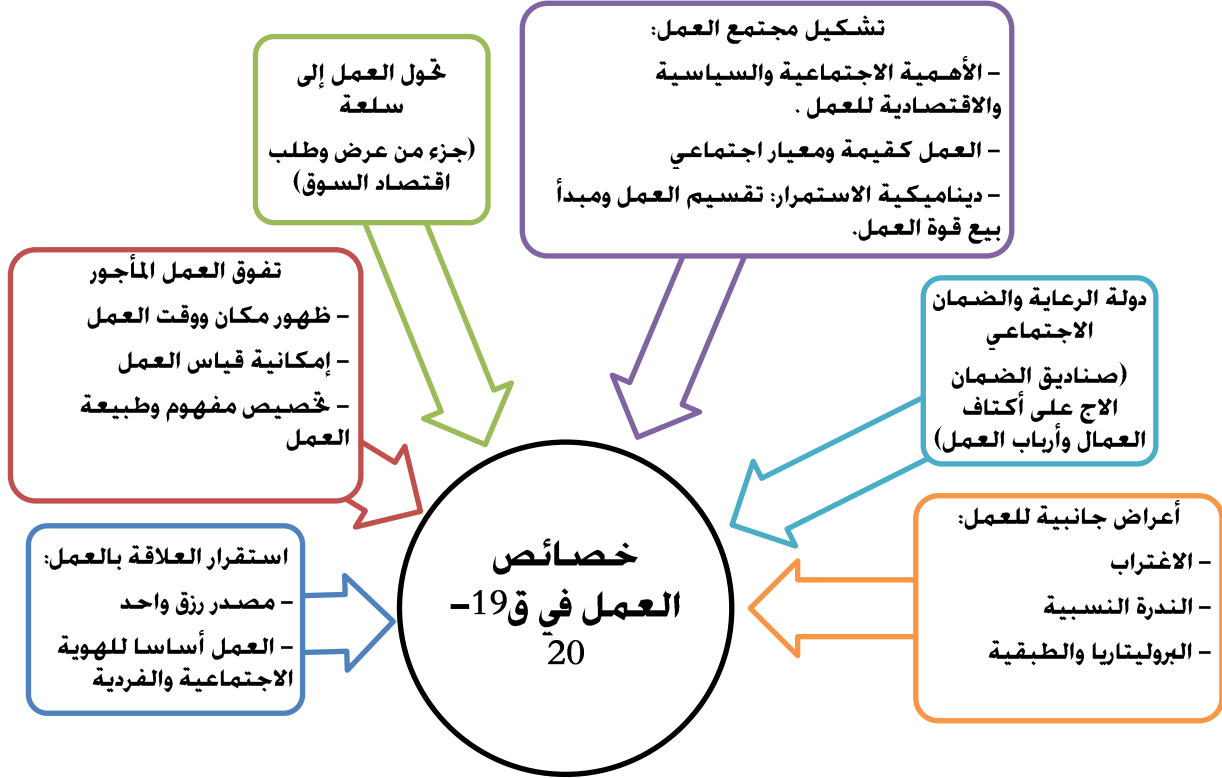 تشكيل مجتمع العمل:
– الأهمية الاجتماعية والسياسية
والاقتصادية للعمل .
– العمل كقيمة ومعيار اجتماعي
– ديناميكية الاستمرار: تقسيم العمل ومبدأ
بيع قوة العمل.
تحول العمل إلى
سلعة
(جزء من عرض وطلب
اقتصاد السوق)
دولة الرعاية والضمان
الاجتماعي
(صناديق الضمان
الاج على أكتاف
العمال وأرباب العمل)
تفوق العمل المأجور
– ظهور مكان ووقت العمل
– إمكانية قياس العمل
– تخصيص مفهوم وطبيعة
العمل
أعراض جانبية للعمل:
– الاغتراب
– الندرة النسبية
– البروليتاريا والطبقية
استقرار العلاقة بالعمل:
– مصدر رزق واحد
– العمل أساسا للهوية
الاجتماعية والفردية
خصائص
العمل في ق19–
20